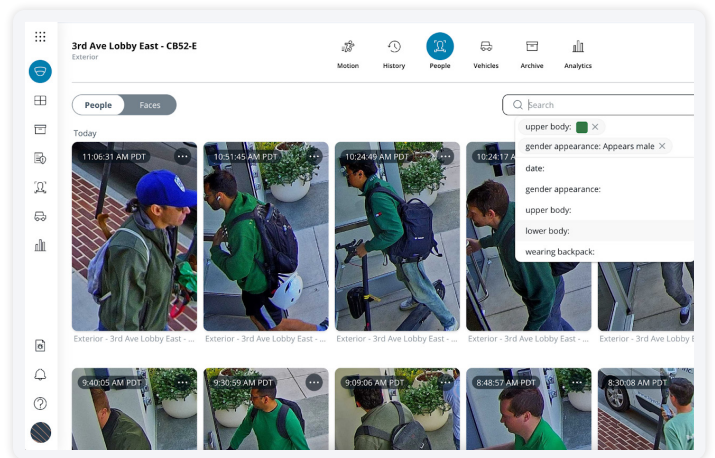 3rd Ave Lobby East - CB52-E
Exterior
Motion
History
People
Vehicles
Archive
Analytics
People
Faces
Search
upper body:
gender appearance: Appears male
date:
gender appearance:
upper body:
lower body:
wearing backpack:
Today
11:06:31 AM PDT
10:51:45 AM PDT
10:24:49 AM PDT
10:24:17 A
Exterior - 3rd Ave Lobby East - ...
Exterior - 3rd Ave Lobby East - ...
Exterior - 3rd Ave Lobby East - ...
Exterior - 3rd Ave Lobby East - ...
Exterior - 3rd Ave Lobby E
9:40:05 AM PDT
9:30:59 AM PDT
9:09:06 AM PDT
8:48:57 AM PDT
8:30:08 AM PDT